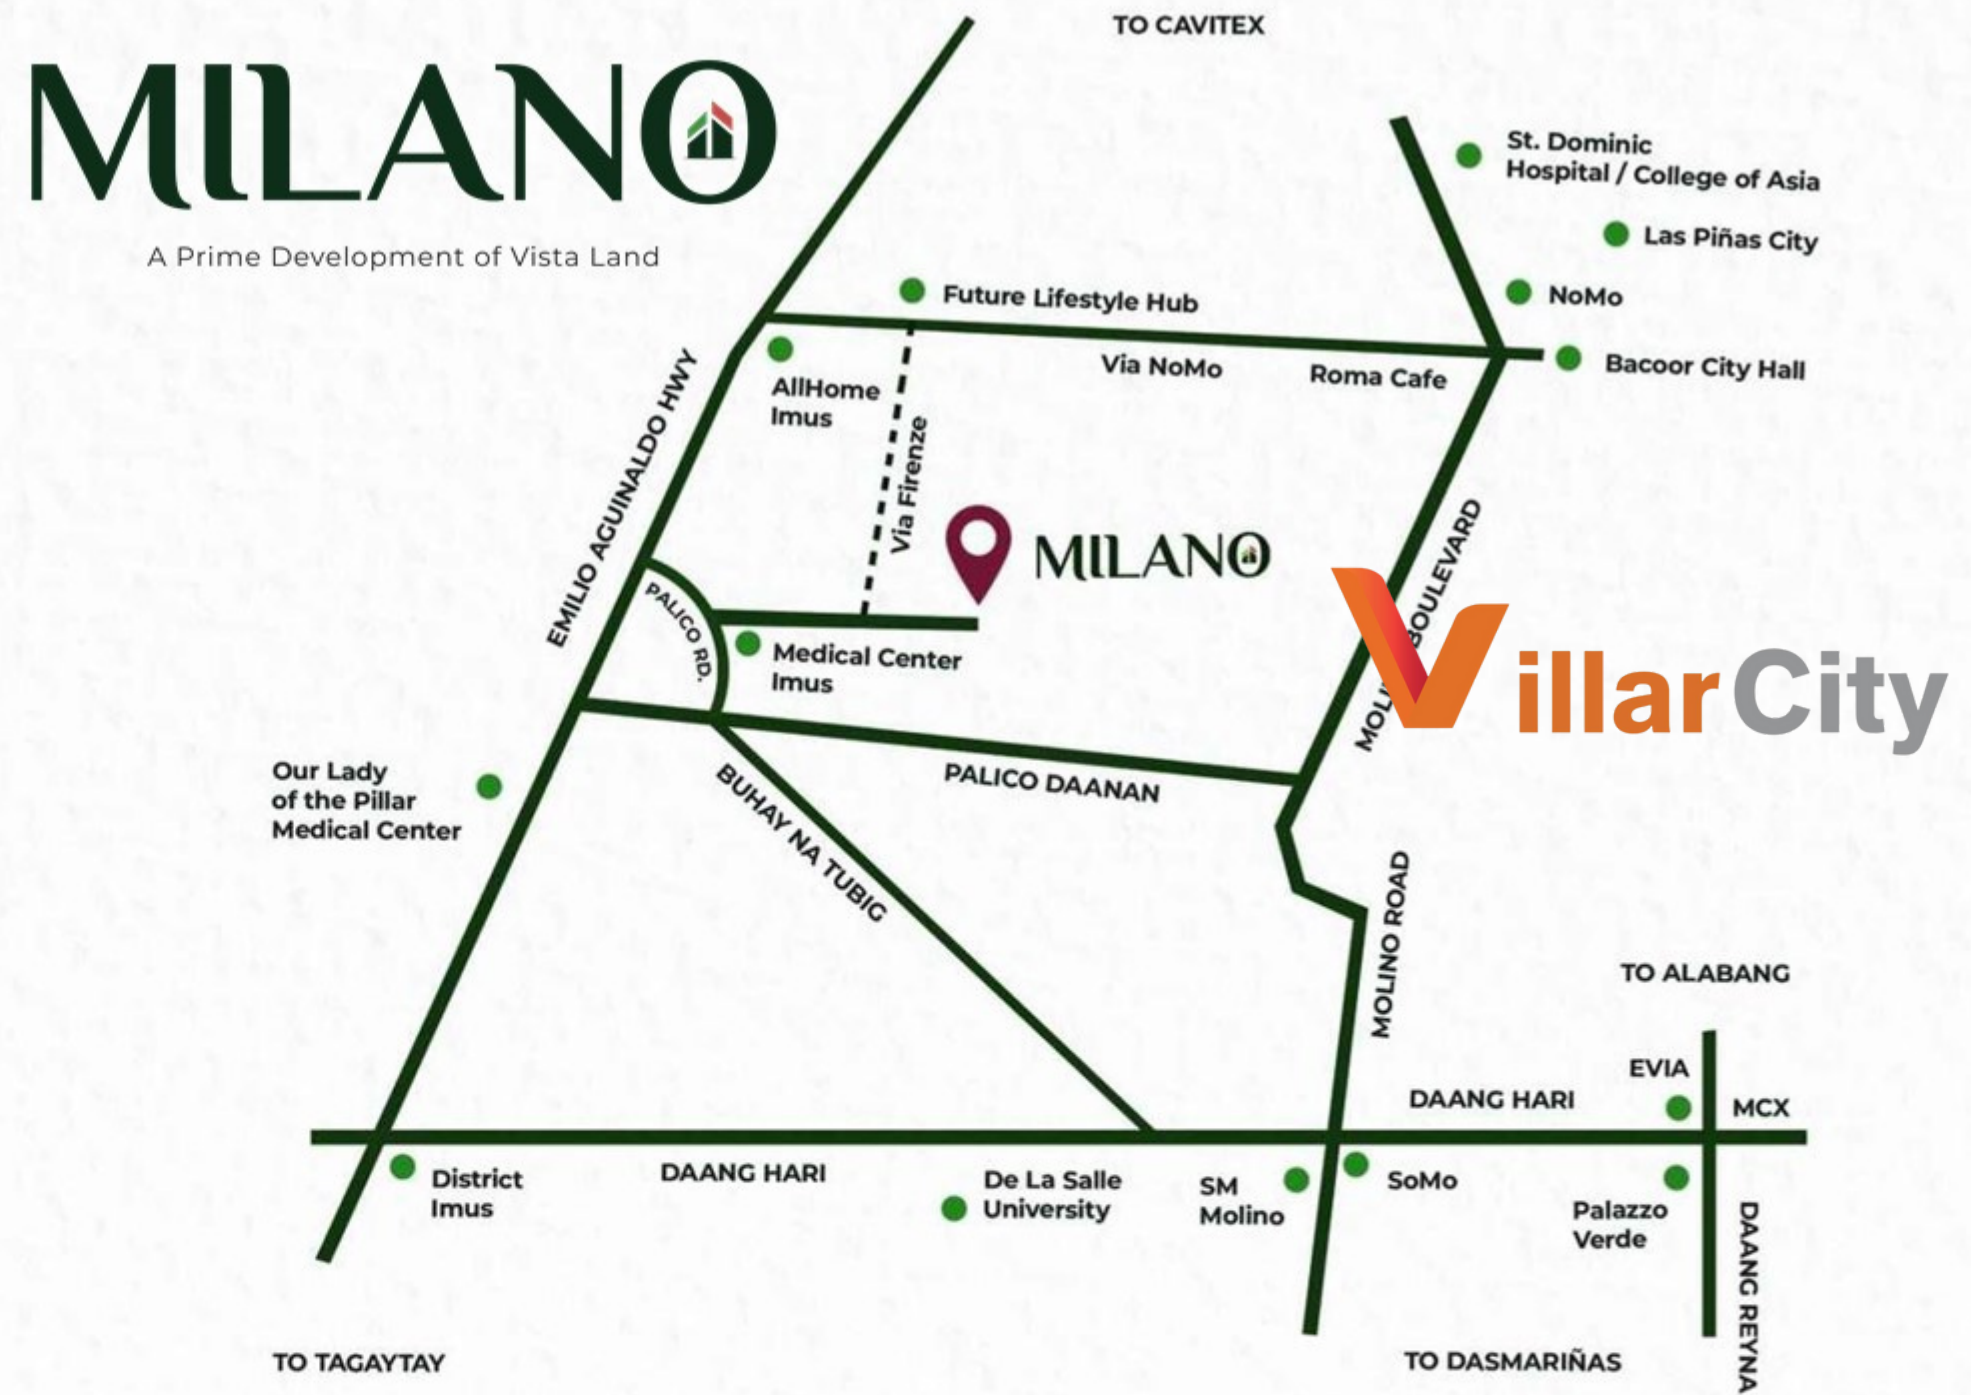 TO CAVITEX
MILANO
A Prime Development of Vista Land
St. Dominic
Hospital / College of Asia
Las Piñas City
NoMo
Future Lifestyle Hub
Via NoMo
Roma Cafe
Bacoor City Hall
AllHome
Imus
EMILIO AGUINALDO HWY
Via Firenze
MILANO
BOULEVARD
VillarCity
PALICO RD.
Medical Center
Imus
Our Lady
of the Pillar
Medical Center
BUHAY NA TUBIG
PALICO DAANAN
MOLINO ROAD
TO ALABANG
EVIA
MCX
DAANG HARI
District
Imus
DAANG HARI
De La Salle
University
SM
Molino
SoMo
Palazzo
Verde
DAANG REYNA
TO TAGAYTAY
TO DASMARIÑAS